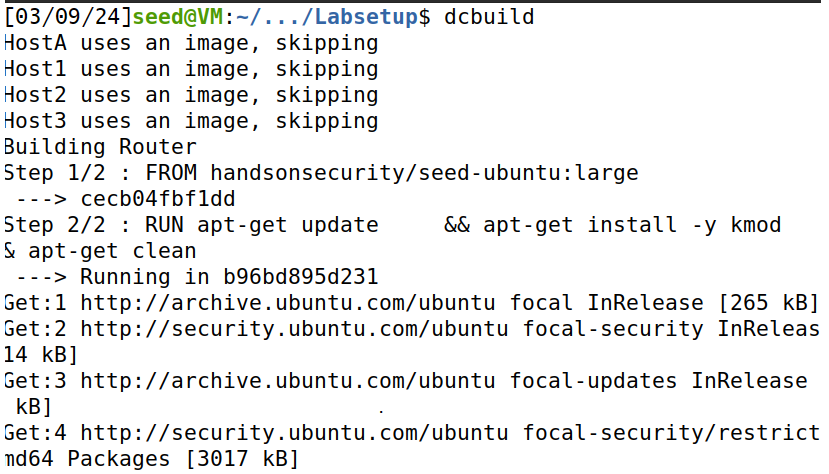 [03/09/24]seed@VM:~/.../Labsetup$ dcbuild
HostA uses an image, skipping
Host1 uses an image, skipping
Host2 uses an image, skipping
Host3 uses an image, skipping
Building Router
Step 1/2 : FROM handsonsecurity/seed-ubuntu:large
 ---> cecb04fbf1dd
Step 2/2 : RUN apt-get update     && apt-get install -y kmod
& apt-get clean
 ---> Running in b96bd895d231
Get:1 http://archive.ubuntu.com/ubuntu focal InRelease [265 kB]
Get:2 http://security.ubuntu.com/ubuntu focal-security InReleas
14 kB]
Get:3 http://archive.ubuntu.com/ubuntu focal-updates InRelease
 kB]
Get:4 http://security.ubuntu.com/ubuntu focal-security/restrict
md64 Packages [3017 kB]